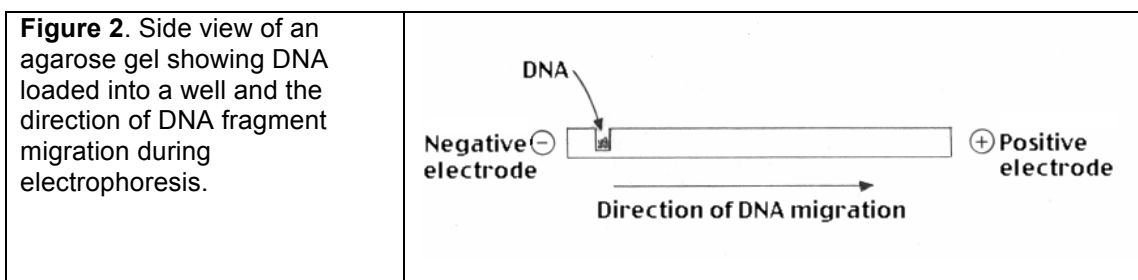 Figure 2. Side view of an
agarose gel showing DNA
loaded into a well and the
direction of DNA fragment
migration during
electrophoresis.
DNA
Negative ⊖
electrode
⊕ Positive
electrode
Direction of DNA migration